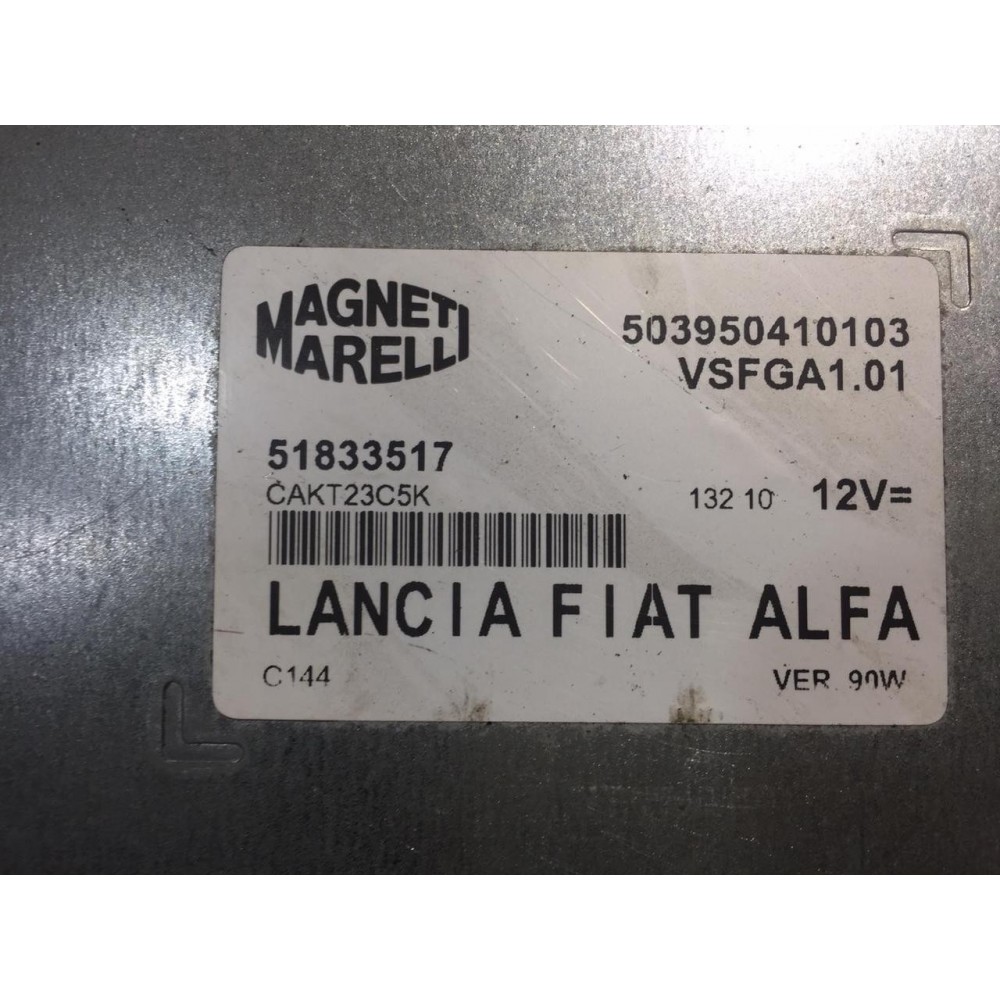 MAGNETI
MARELLI
503950410103
VSFGA1.01
51833517
CAKT23C5K
132 10 12V=
LANCIA FIAT ALFA
C144 VER. 90W